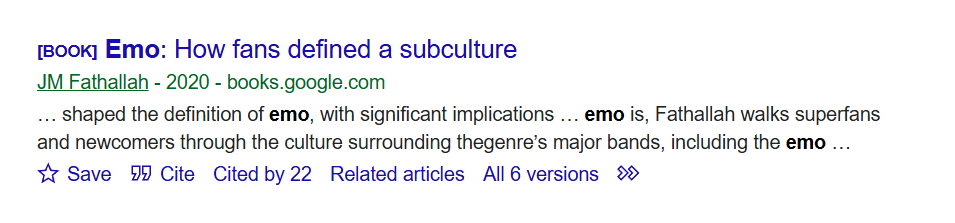 [BOOK] Emo: How fans defined a subculture
JM Fathallah - 2020 - books.google.com
… shaped the definition of emo, with significant implications … emo is, Fathallah walks superfans
and newcomers through the culture surrounding thegenre’s major bands, including the emo …
Save Cite Cited by 22 Related articles All 6 versions